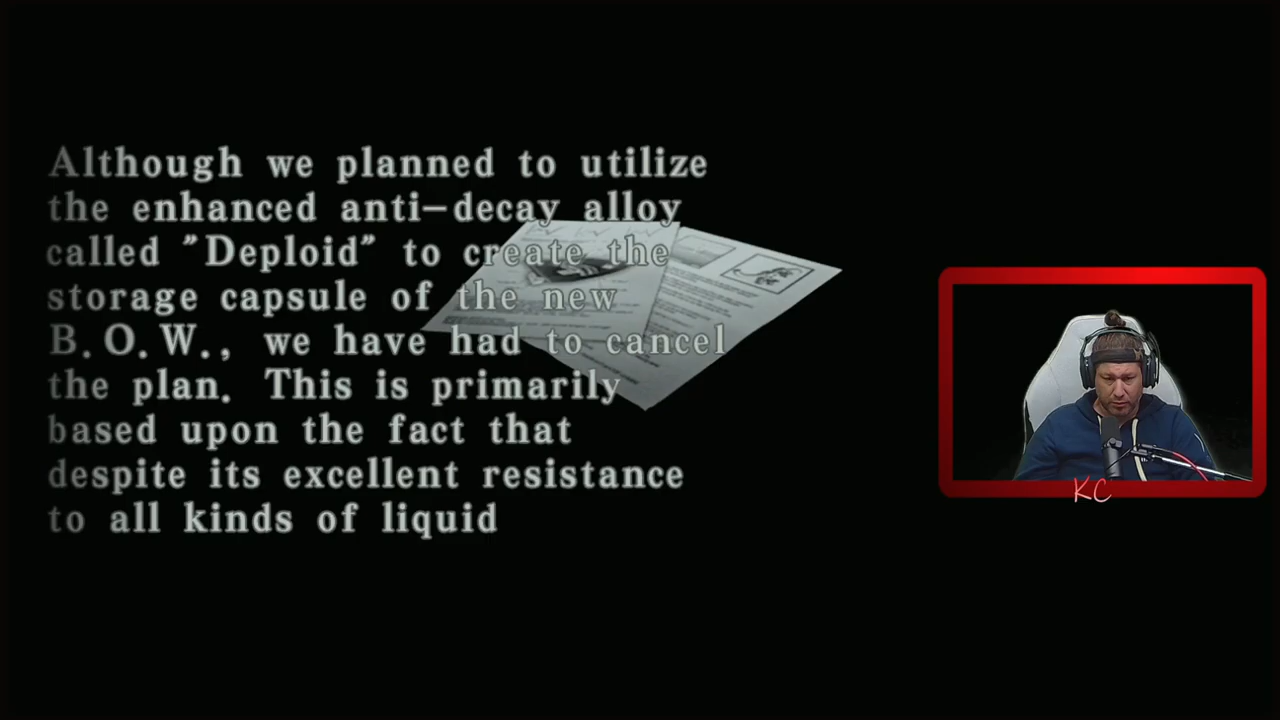 Although we planned to utilize
the enhanced anti-decay alloy
called "Deploid" to create the
storage capsule of the new
B.O.W., we have had to cancel
the plan. This is primarily
based upon the fact that
despite its excellent resistance
to all kinds of liquid
KC